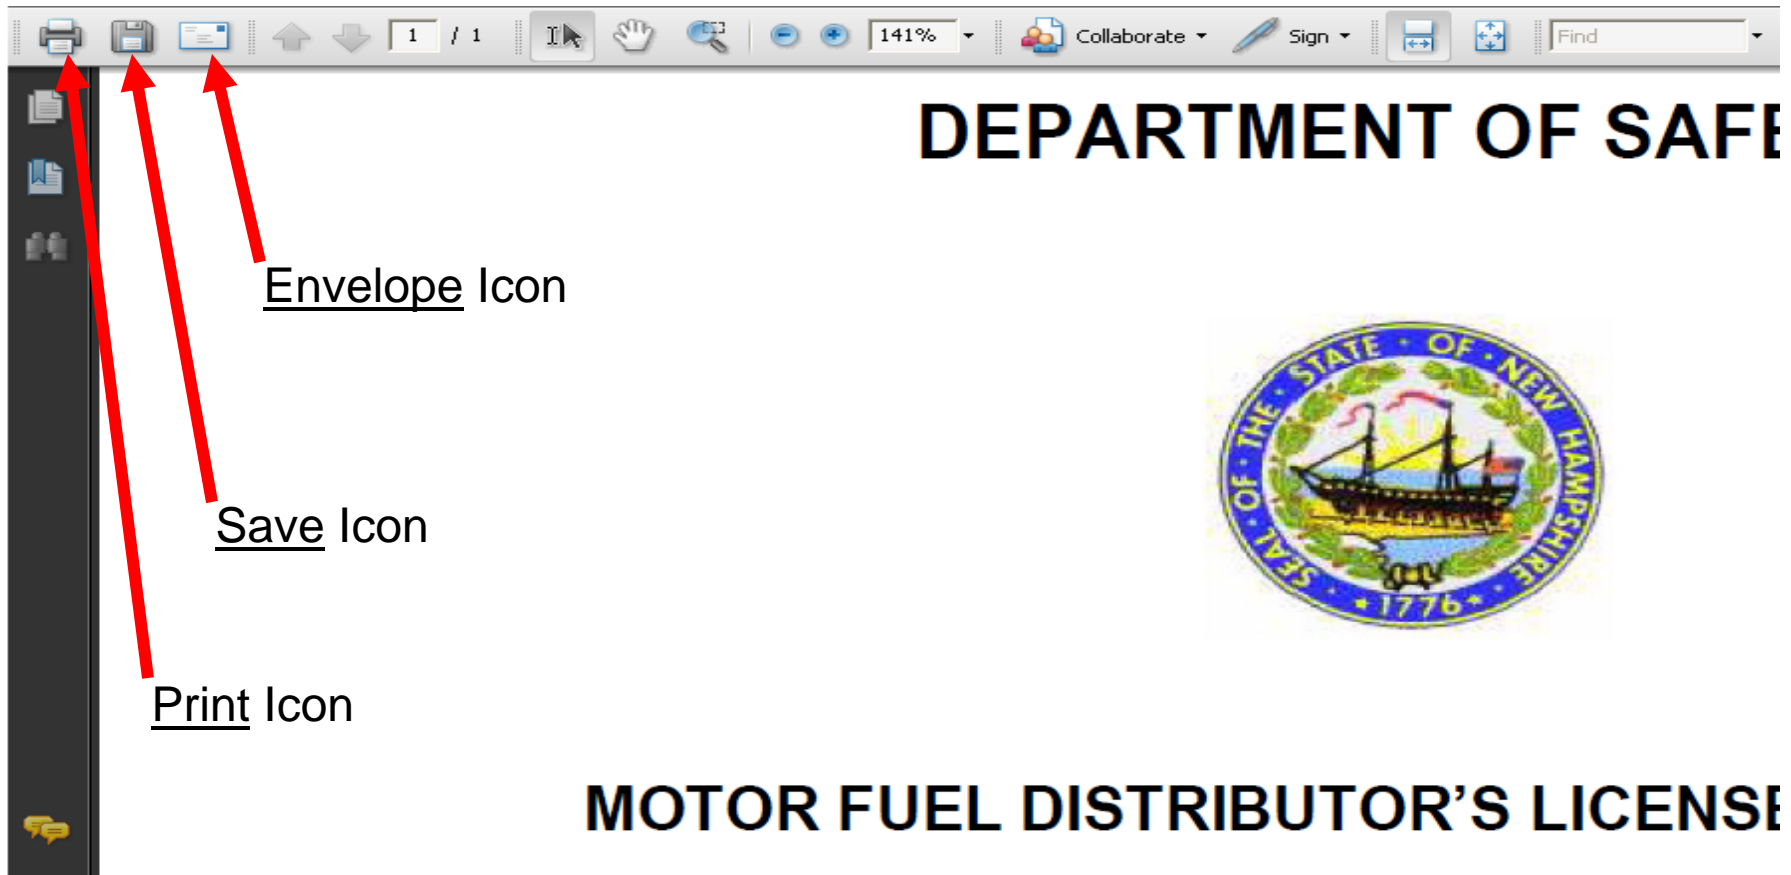 1 / 1 141% Collaborate Sign Find
DEPARTMENT OF SAFE
Envelope Icon
SEAL · OF · THE · STATE · OF · NEW HAMPSHIRE
1776
Save Icon
Print Icon
MOTOR FUEL DISTRIBUTOR’S LICENSE